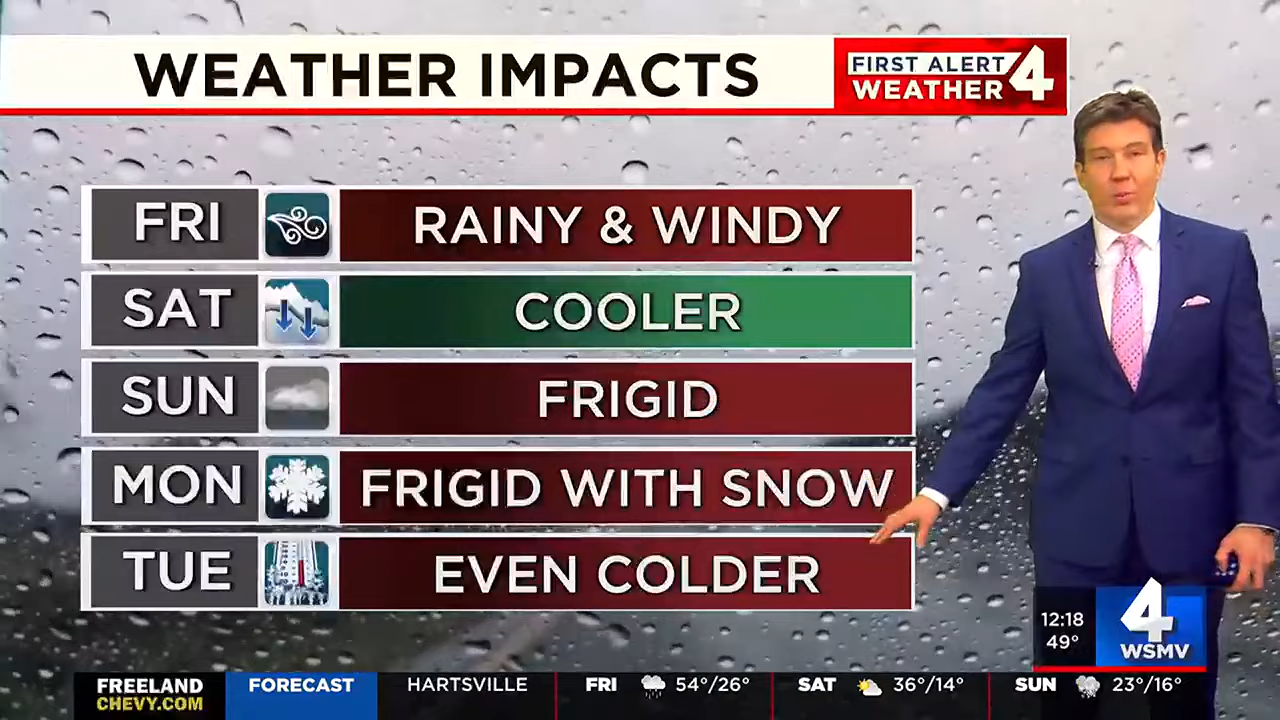 WEATHER IMPACTS
FIRST ALERT
WEATHER
4
FRI
RAINY & WINDY
SAT
COOLER
SUN
FRIGID
MON
FRIGID WITH SNOW
TUE
EVEN COLDER
12:18
49°
4
WSMV
FREELAND
CHEVY.COM
FORECAST
HARTSVILLE
FRI 54°/26°
SAT 36°/14°
SUN 23°/16°